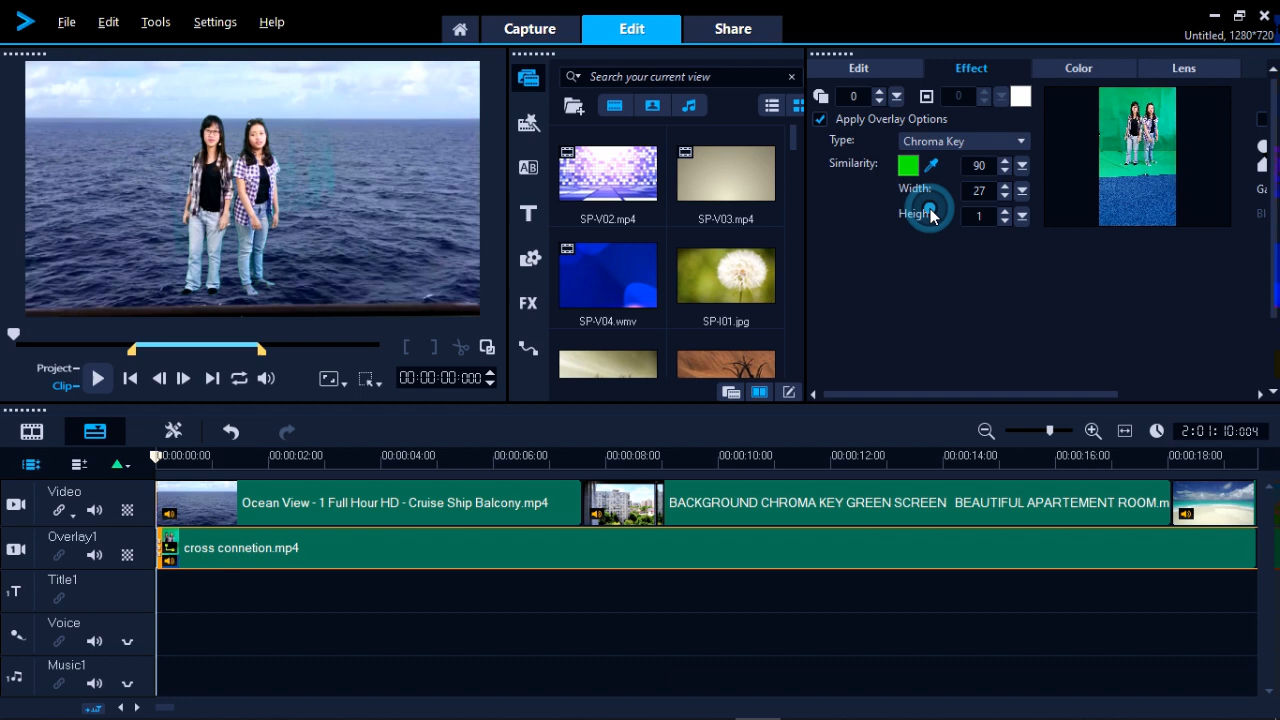 File Edit Tools Settings Help
Capture Edit Share
Untitled, 1280*720
Search your current view
Edit Effect Color Lens
0 0
Apply Overlay Options
Type: Chroma Key
Similarity: 90
Width: 27
Height: 1
SP-V02.mp4 SP-V03.mp4
SP-V04.wmv SP-I01.jpg
AB
T
FX
Project
Clip
00:00:00:000
2:01:10:004
00:00:00:00 00:00:02:00 00:00:04:00 00:00:06:00 00:00:08:00 00:00:10:00 00:00:12:00 00:00:14:00 00:00:16:00 00:00:18:00
Video
Ocean View - 1 Full Hour HD - Cruise Ship Balcony.mp4 BACKGROUND CHROMA KEY GREEN SCREEN BEAUTIFUL APARTEMENT ROOM.m
Overlay1
cross connetion.mp4
Title1
Voice
Music1